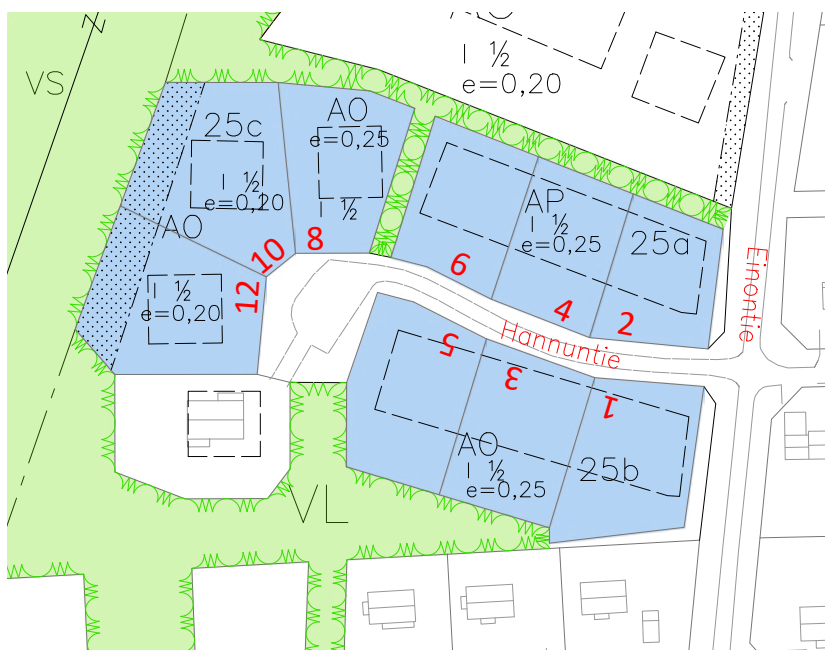 AO
I ½
e=0,20
VS
25c
I ½
e=0,20
AO
e=0,25
I ½
AO
I ½
e=0,20
AP
I ½
e=0,25
25a
8
10
12
6
4
2
Hannuntie
Einontie
5
3
1
AO
I ½
e=0,25
25b
VL